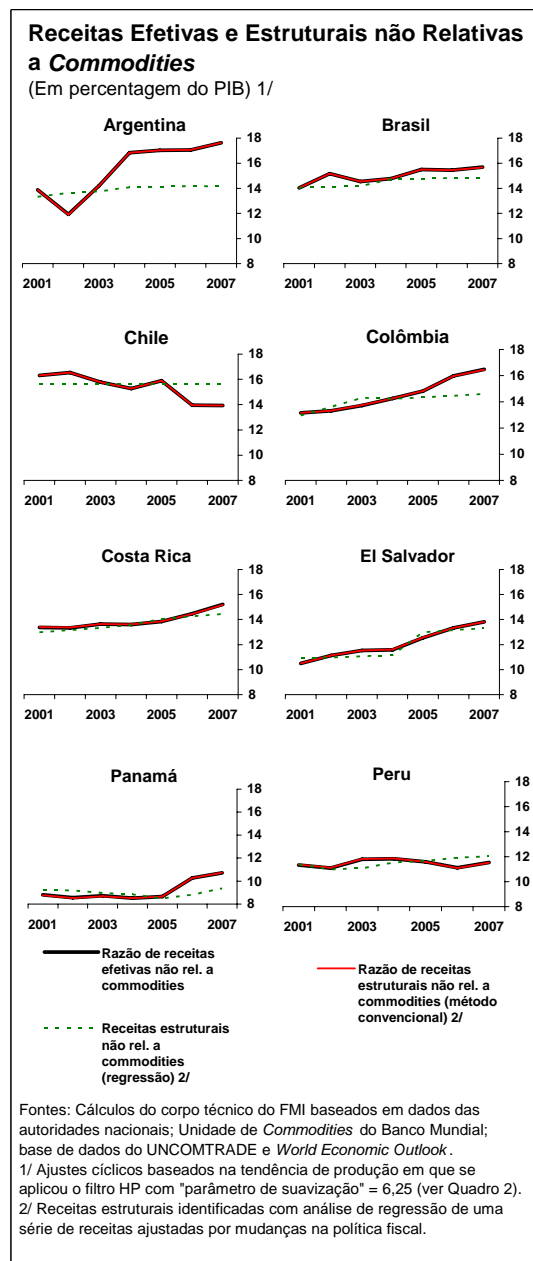 Receitas Efetivas e Estruturais não Relativas
a Commodities
(Em percentagem do PIB) 1/
Argentina
18
16
14
12
10
8
2001 2003 2005 2007
Brasil
18
16
14
12
10
8
2001 2003 2005 2007
Chile
18
16
14
12
10
8
2001 2003 2005 2007
Colômbia
18
16
14
12
10
8
2001 2003 2005 2007
Costa Rica
18
16
14
12
10
8
2001 2003 2005 2007
El Salvador
18
16
14
12
10
8
2001 2003 2005 2007
Panamá
18
16
14
12
10
8
2001 2003 2005 2007
Peru
18
16
14
12
10
8
2001 2003 2005 2007
Razão de receitas
efetivas não rel. a
commodities
Razão de receitas
estruturais não rel. a
commodities (método
convencional) 2/
Receitas estruturais
não rel. a
commodities
(regressão) 2/
Fontes: Cálculos do corpo técnico do FMI baseados em dados das
autoridades nacionais; Unidade de Commodities do Banco Mundial;
base de dados do UNCOMTRADE e World Economic Outlook.
1/ Ajustes cíclicos baseados na tendência de produção em que se
aplicou o filtro HP com "parâmetro de suavização" = 6,25 (ver Quadro 2).
2/ Receitas estruturais identificadas com análise de regressão de uma
série de receitas ajustadas por mudanças na política fiscal.